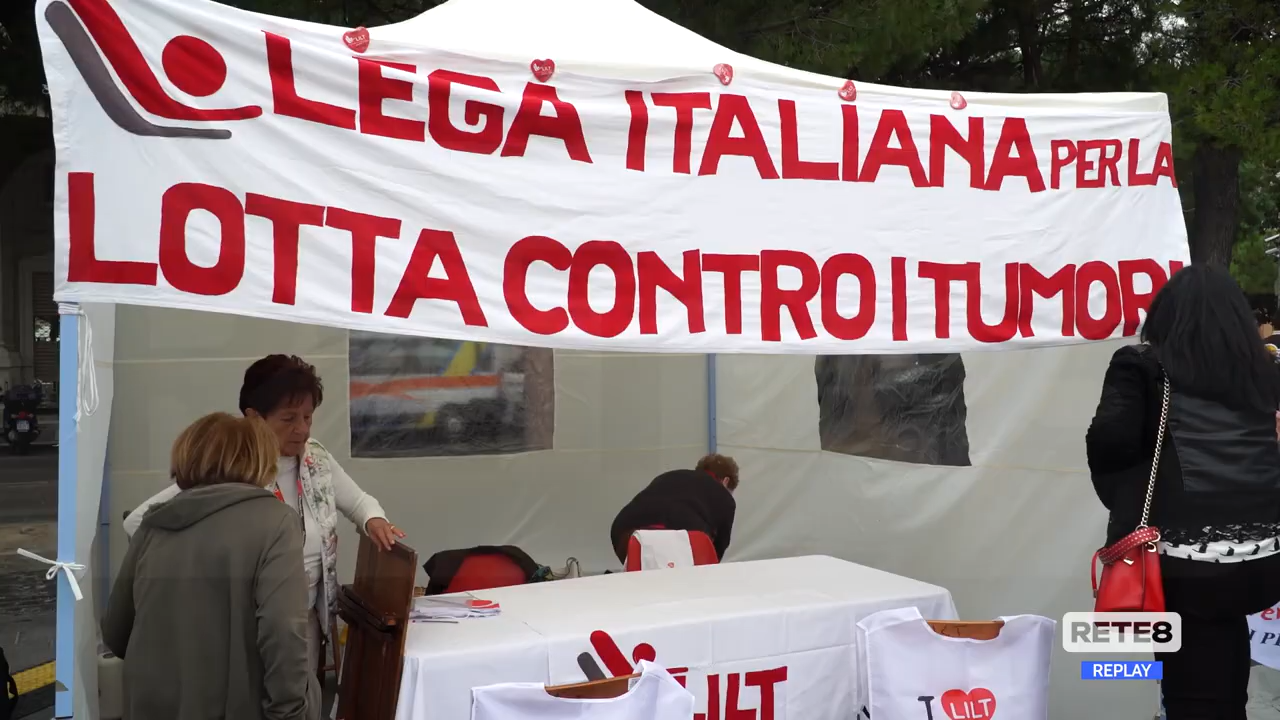 LEGA ITALIANA PER LA
LOTTA CONTRO I TUMORI
LILT
I LILT
RETE8
REPLAY